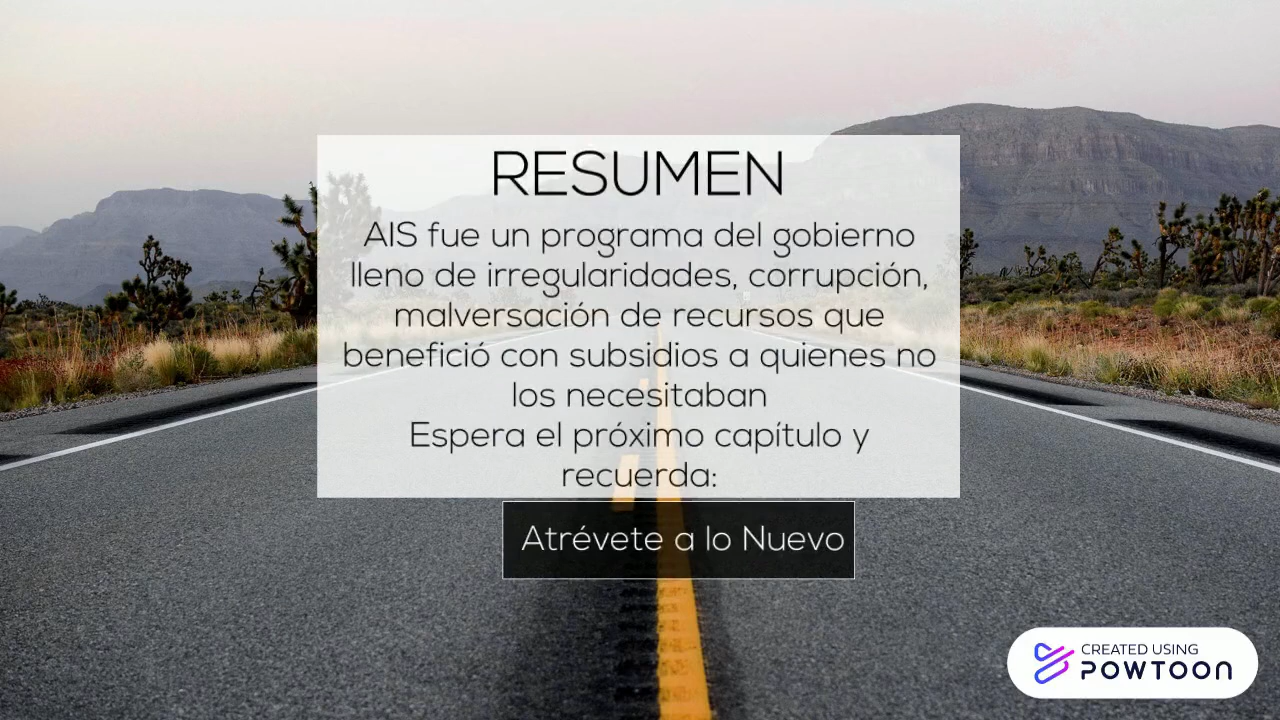 RESUMEN
AIS fue un programa del gobierno
lleno de irregularidades, corrupción,
malversación de recursos que
benefició con subsidios a quienes no
los necesitaban
Espera el próximo capítulo y
recuerda:
Atrévete a lo Nuevo
CREATED USING
POWTOON